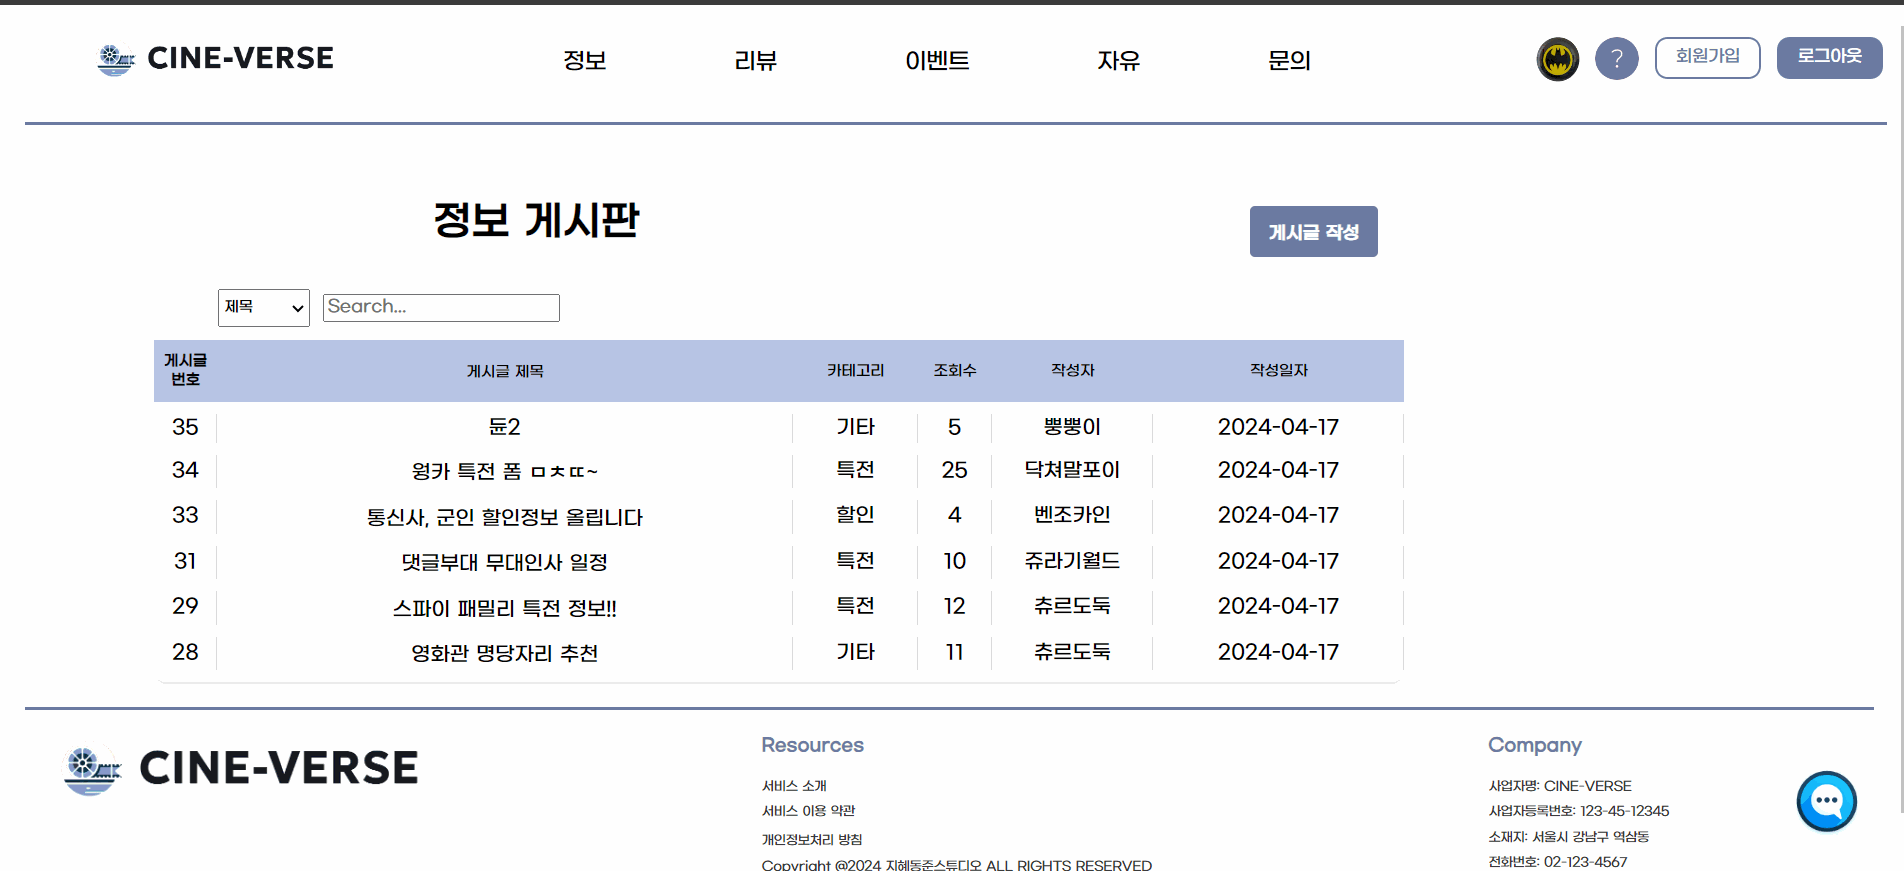 CINE-VERSE 정보 리뷰 이벤트 자유 문의 ? 회원가입 로그아웃
정보 게시판 게시글 작성
제목 Search...
게시글 번호 게시글 제목 카테고리 조회수 작성자 작성일자
35 듄2 기타 5 뿡뿡이 2024-04-17
34 웡카 특전 폼 ㅁㅊㄸ~ 특전 25 닥쳐말포이 2024-04-17
33 통신사, 군인 할인정보 올립니다 할인 4 벤조카인 2024-04-17
31 댓글부대 무대인사 일정 특전 10 쥬라기월드 2024-04-17
29 스파이 패밀리 특전 정보!! 특전 12 츄르도둑 2024-04-17
28 영화관 명당자리 추천 기타 11 츄르도둑 2024-04-17
CINE-VERSE
Resources
서비스 소개
서비스 이용 약관
개인정보처리 방침
Copyright @2024 지혜동준스튜디오 ALL RIGHTS RESERVED
Company
사업자명: CINE-VERSE
사업자등록번호: 123-45-12345
소재지: 서울시 강남구 역삼동
전화번호: 02-123-4567